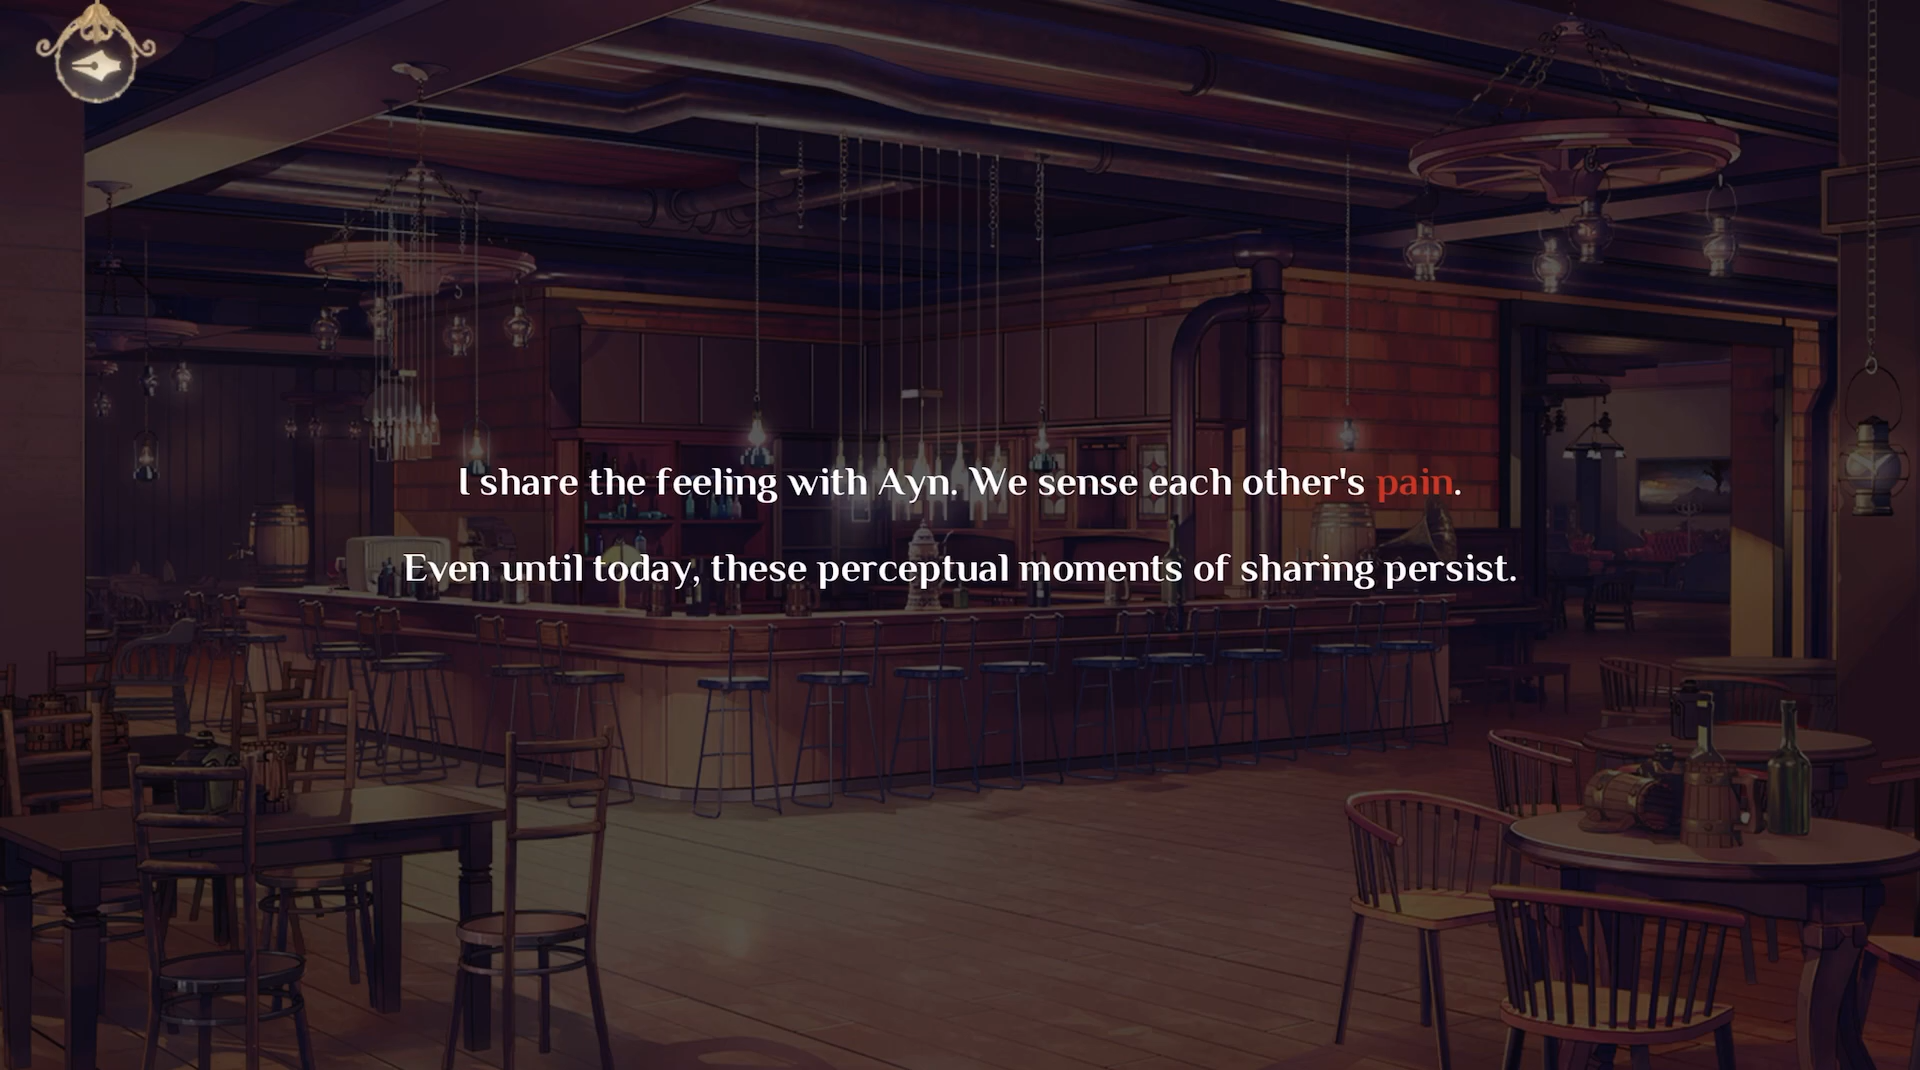 I share the feeling with Ayn. We sense each other's pain.
Even until today, these perceptual moments of sharing persist.